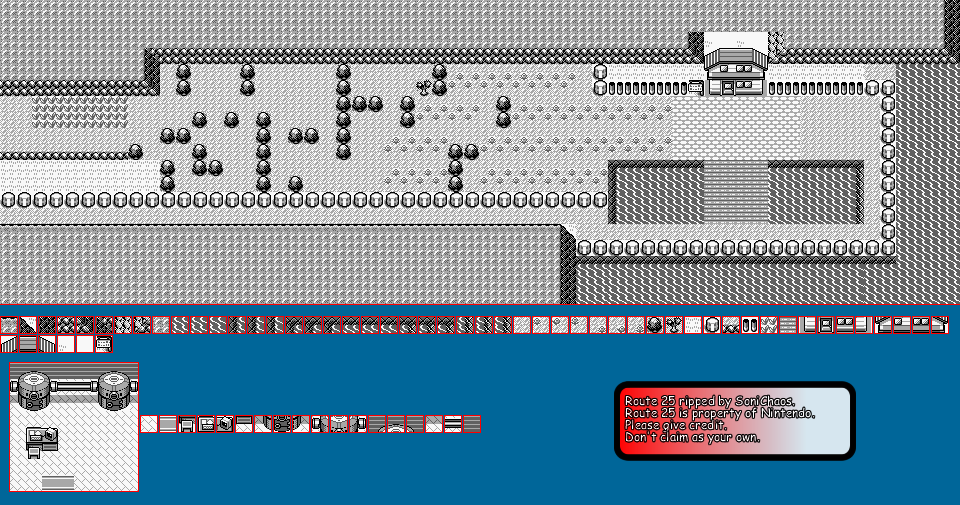 Route 25 ripped by SoniChaos.
Route 25 is property of Nintendo.
Please give credit.
Don't claim as your own.